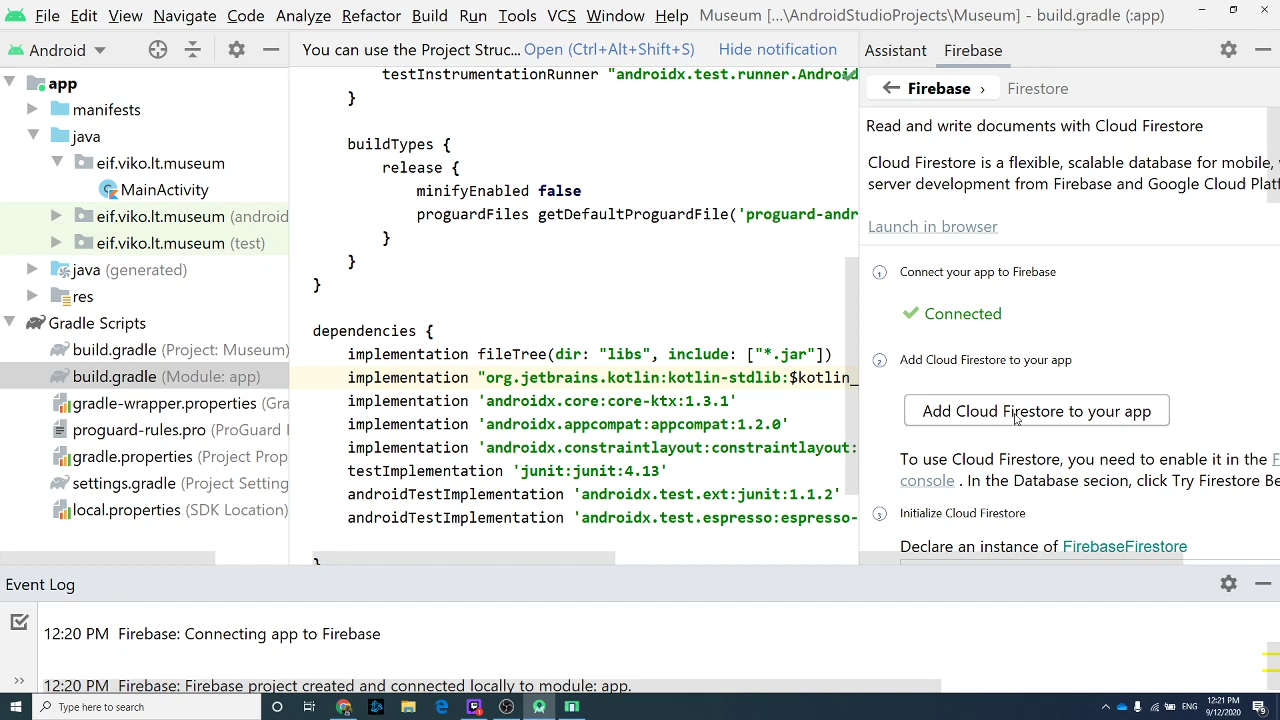 File Edit View Navigate Code Analyze Refactor Build Run Tools VCS Window Help Museum [...\AndroidStudioProjects\Museum] - build.gradle (:app)
Android
You can use the Project Struc... Open (Ctrl+Alt+Shift+S) Hide notification
Assistant Firebase
app
manifests
java
eif.viko.lt.museum
MainActivity
eif.viko.lt.museum (android
eif.viko.lt.museum (test)
java (generated)
res
Gradle Scripts
build.gradle (Project: Museum)
build.gradle (Module: app)
gradle-wrapper.properties (Gra
proguard-rules.pro (ProGuard
gradle.properties (Project Prop
settings.gradle (Project Setting
local.properties (SDK Location)
testInstrumentationRunner "androidx.test.runner.Android
}
buildTypes {
release {
minifyEnabled false
proguardFiles getDefaultProguardFile('proguard-andr
}
}
}
dependencies {
implementation fileTree(dir: "libs", include: ["*.jar"])
implementation "org.jetbrains.kotlin:kotlin-stdlib:$kotlin_
implementation 'androidx.core:core-ktx:1.3.1'
implementation 'androidx.appcompat:appcompat:1.2.0'
implementation 'androidx.constraintlayout:constraintlayout:
testImplementation 'junit:junit:4.13'
androidTestImplementation 'androidx.test.ext:junit:1.1.2'
androidTestImplementation 'androidx.test.espresso:espresso-
}
Firebase › Firestore
Read and write documents with Cloud Firestore
Cloud Firestore is a flexible, scalable database for mobile,
server development from Firebase and Google Cloud Platf
Launch in browser
1 Connect your app to Firebase
Connected
2 Add Cloud Firestore to your app
Add Cloud Firestore to your app
To use Cloud Firestore, you need to enable it in the F
console . In the Database secion, click Try Firestore Be
3 Initialize Cloud Firestore
Declare an instance of FirebaseFirestore
Event Log
12:20 PM Firebase: Connecting app to Firebase
12:20 PM Firebase: Firebase project created and connected locally to module: app.
Type here to search
ENG
12:21 PM
9/12/2020